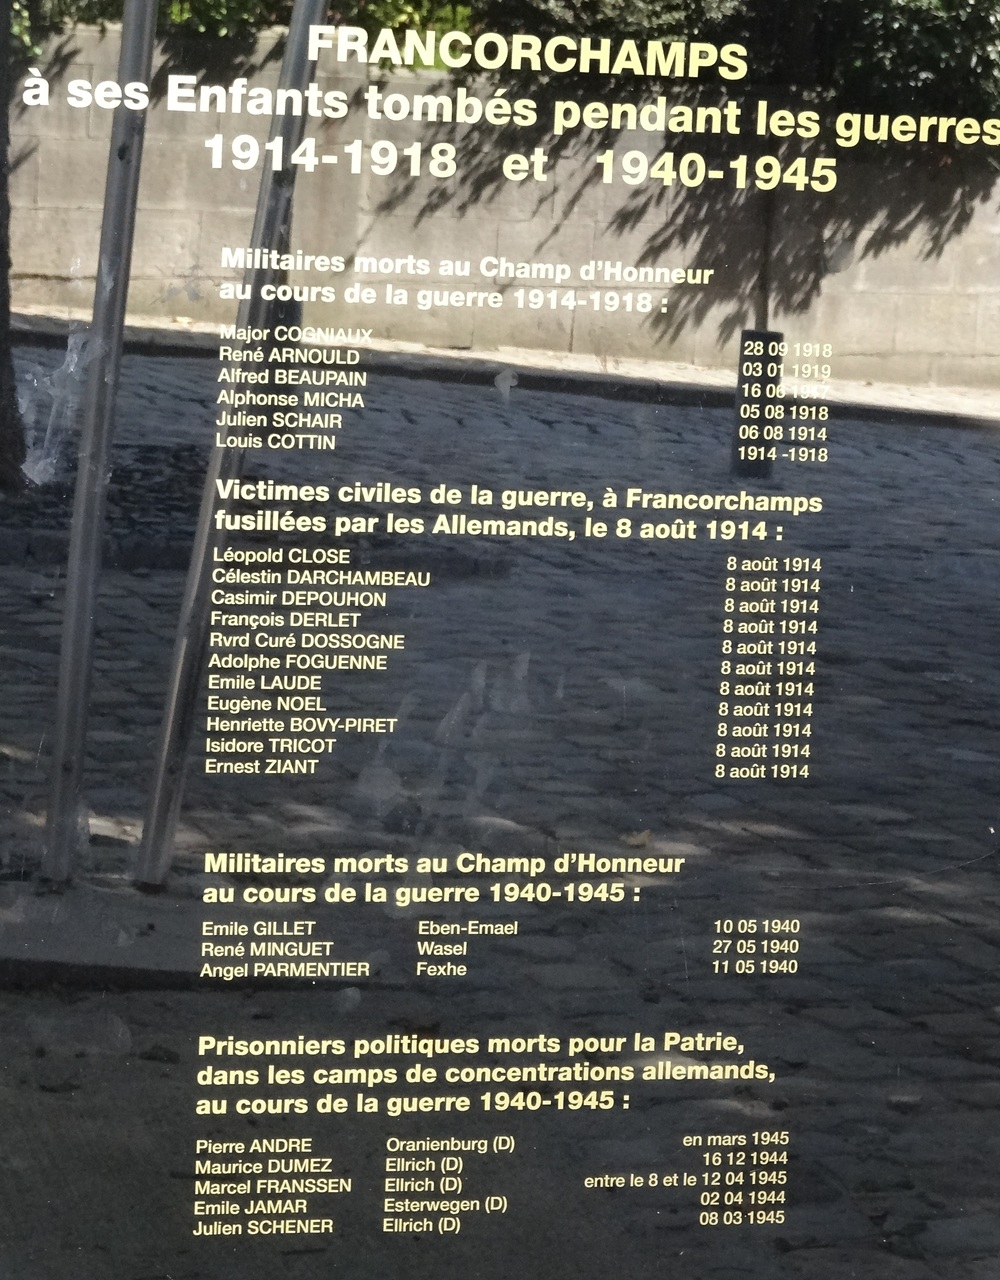 FRANCORCHAMPS
à ses Enfants tombés pendant les guerres
1914-1918 et 1940-1945
Militaires morts au Champ d'Honneur
au cours de la guerre 1914-1918 :
Major COGNIAUX 28 09 1918
René ARNOULD 03 01 1919
Alfred BEAUPAIN 16 06 1917
Alphonse MICHA 05 08 1918
Julien SCHAIR 06 08 1914
Louis COTTIN 1914 -1918
Victimes civiles de la guerre, à Francorchamps
fusillées par les Allemands, le 8 août 1914 :
Léopold CLOSE 8 août 1914
Célestin DARCHAMBEAU 8 août 1914
Casimir DEPOUHON 8 août 1914
François DERLET 8 août 1914
Rvrd Curé DOSSOGNE 8 août 1914
Adolphe FOGUENNE 8 août 1914
Emile LAUDE 8 août 1914
Eugène NOEL 8 août 1914
Henriette BOVY-PIRET 8 août 1914
Isidore TRICOT 8 août 1914
Ernest ZIANT 8 août 1914
Militaires morts au Champ d'Honneur
au cours de la guerre 1940-1945 :
Emile GILLET Eben-Emael 10 05 1940
René MINGUET Wasel 27 05 1940
Angel PARMENTIER Fexhe 11 05 1940
Prisonniers politiques morts pour la Patrie,
dans les camps de concentrations allemands,
au cours de la guerre 1940-1945 :
Pierre ANDRE Oranienburg (D) en mars 1945
Maurice DUMEZ Ellrich (D) 16 12 1944
Marcel FRANSSEN Ellrich (D) entre le 8 et le 12 04 1945
Emile JAMAR Esterwegen (D) 02 04 1944
Julien SCHENER Ellrich (D) 08 03 1945